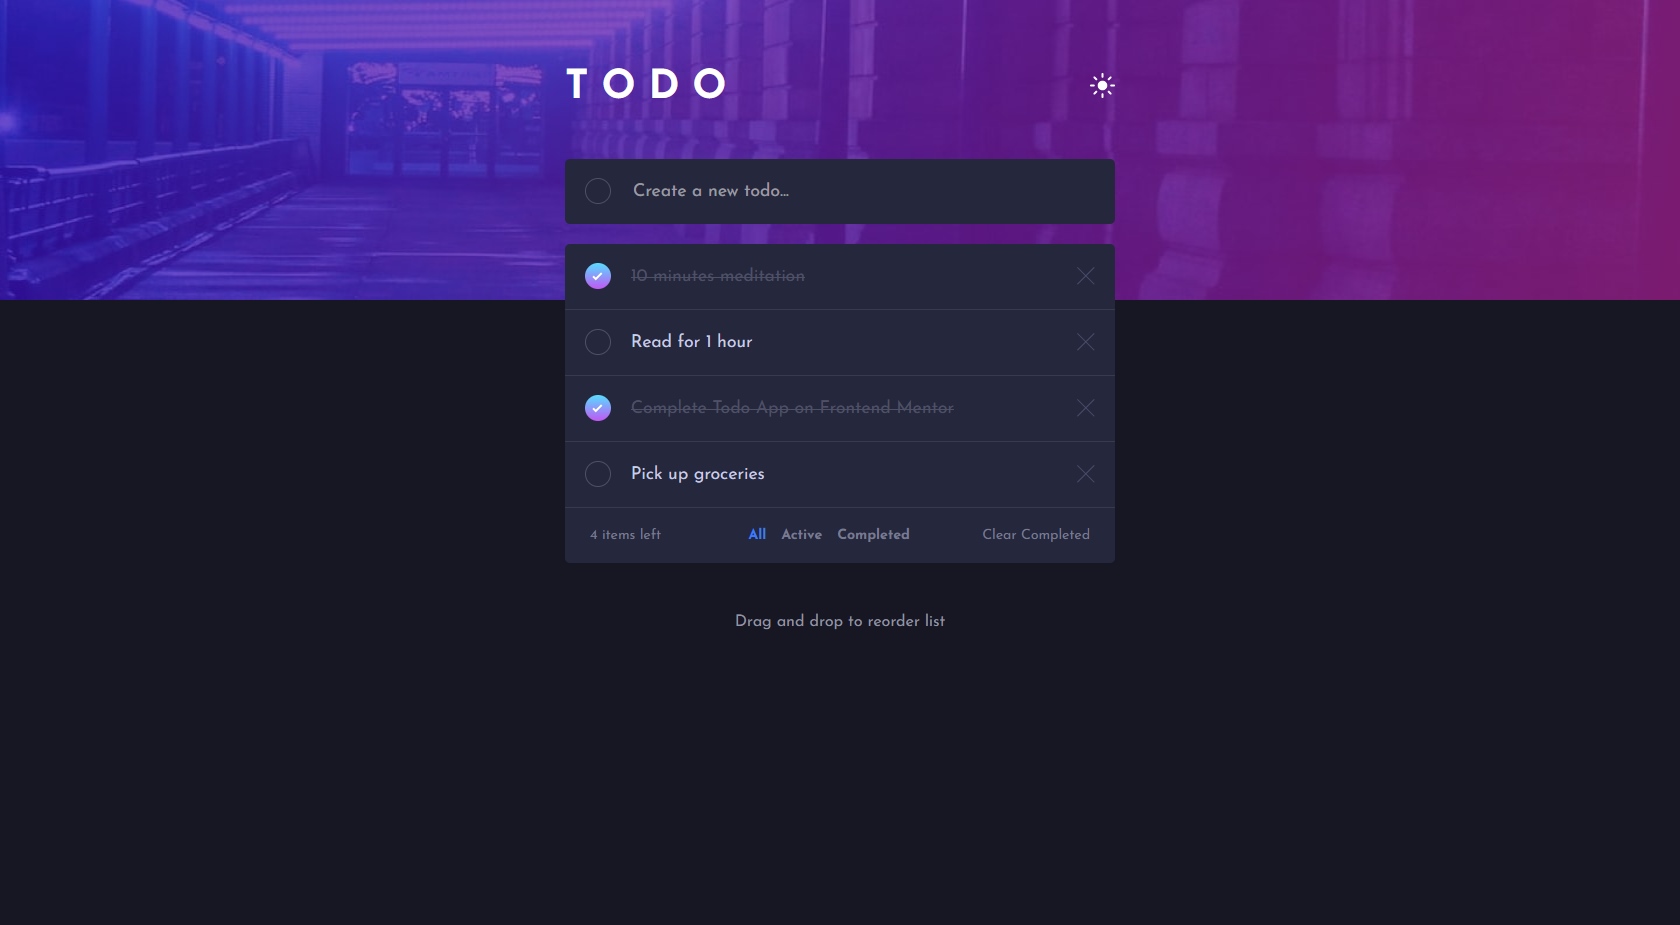 TODO
Create a new todo...
10 minutes meditation
Read for 1 hour
Complete Todo App on Frontend Mentor
Pick up groceries
4 items left All Active Completed Clear Completed
Drag and drop to reorder list